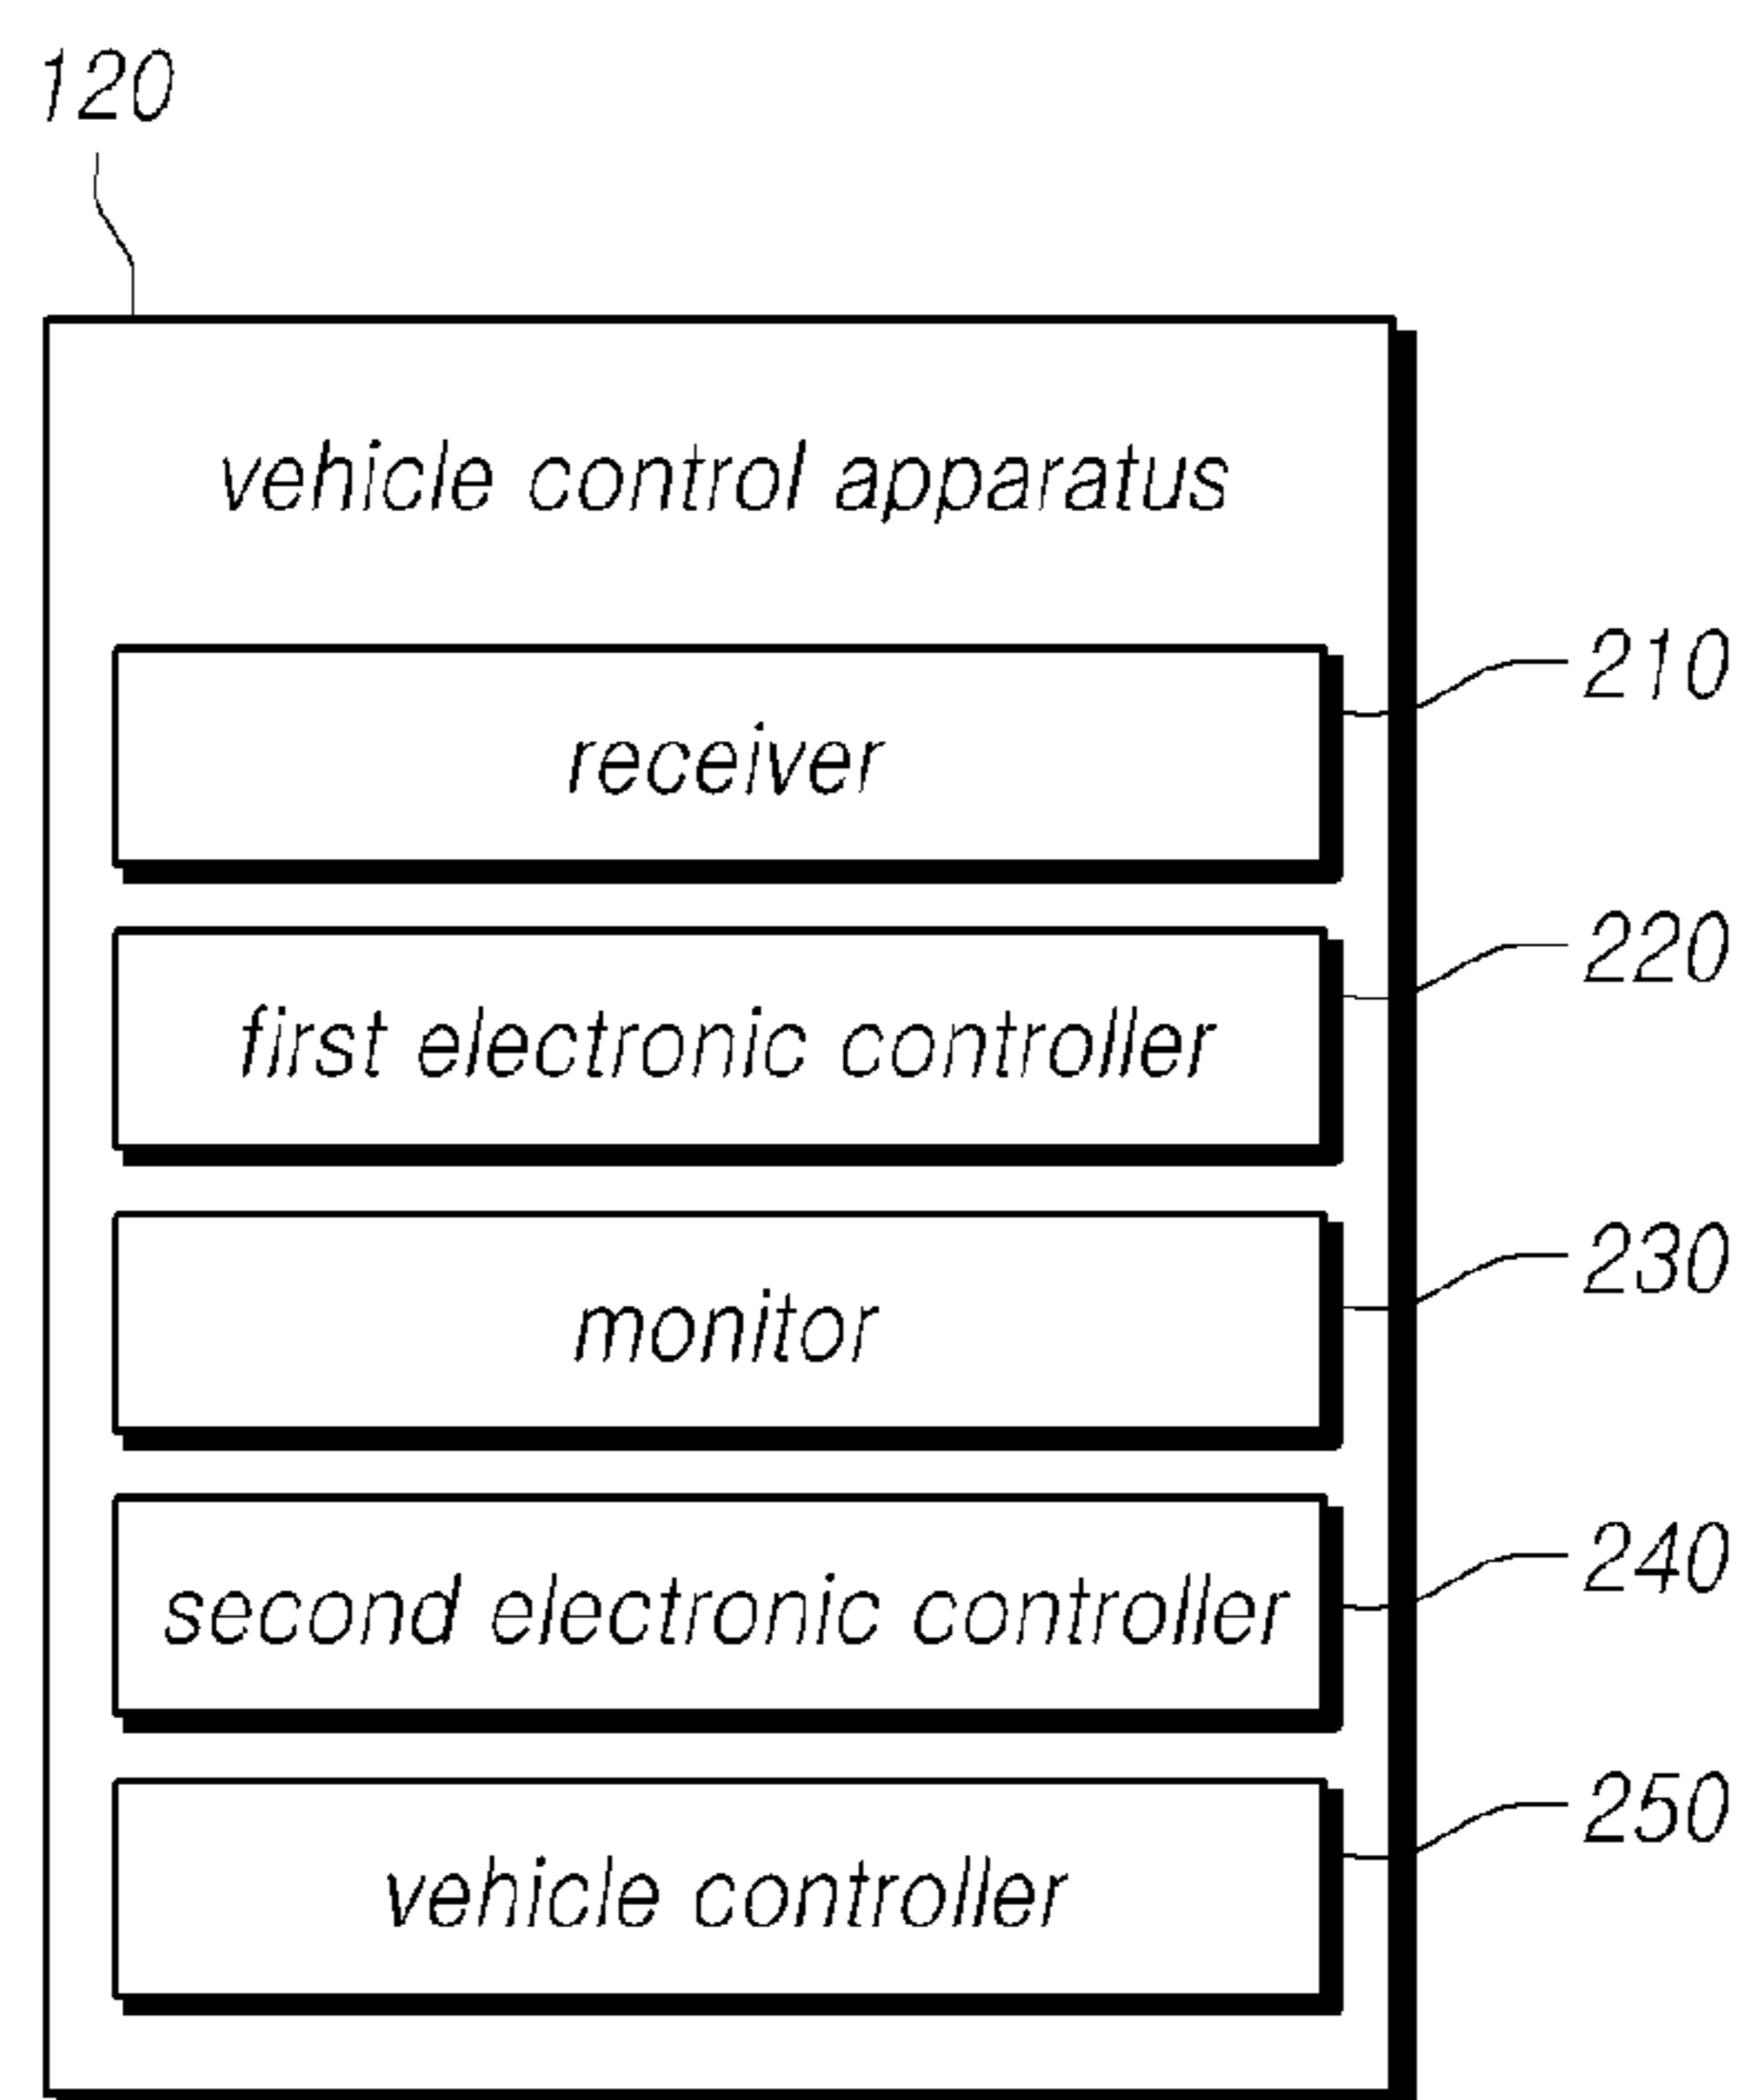 120
vehicle control apparatus
receiver
210
first electronic controller
220
monitor
230
second electronic controller
240
vehicle controller
250